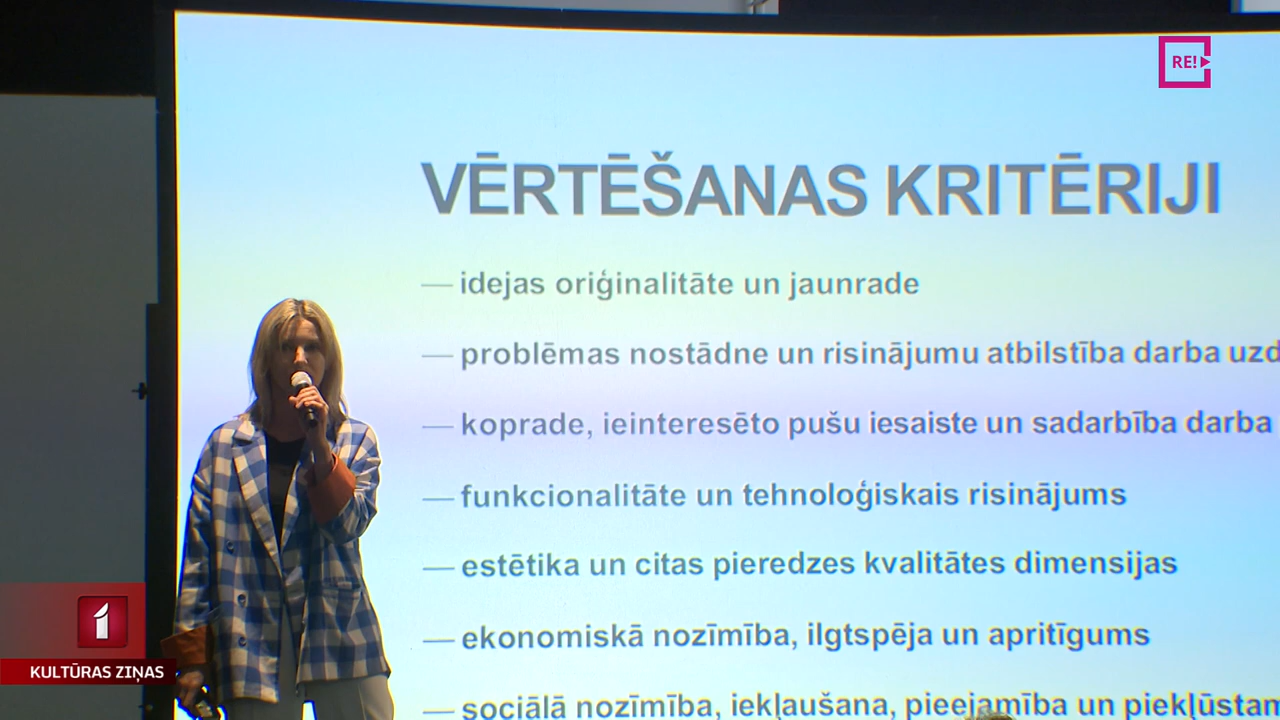 RE!
VĒRTĒŠANAS KRITĒRIJI
— idejas oriģinalitāte un jaunrade
— problēmas nostādne un risinājumu atbilstība darba
— koprade, ieinteresēto pušu iesaiste un sadarbība darba
— funkcionalitāte un tehnoloģiskais risinājums
— estētika un citas pieredzes kvalitātes dimensijas
— ekonomiskā nozīmība, ilgtspēja un apritīgums
— sociālā nozīmība, iekļaušana, pieejamība un
1
KULTŪRAS ZIŅAS